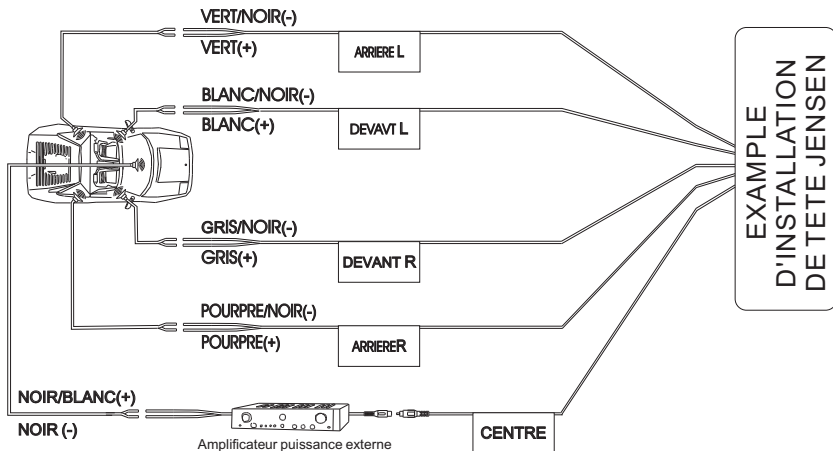 VERT/NOIR(-)
VERT(+)
ARRIERE L
BLANC/NOIR(-)
BLANC(+)
DEVAVT L
GRIS/NOIR(-)
GRIS(+)
DEVANT R
POURPRE/NOIR(-)
POURPRE(+)
ARRIERER
NOIR/BLANC(+)
NOIR (-)
Amplificateur puissance externe
CENTRE
EXAMPLE
D'INSTALLATION
DE TETE JENSEN